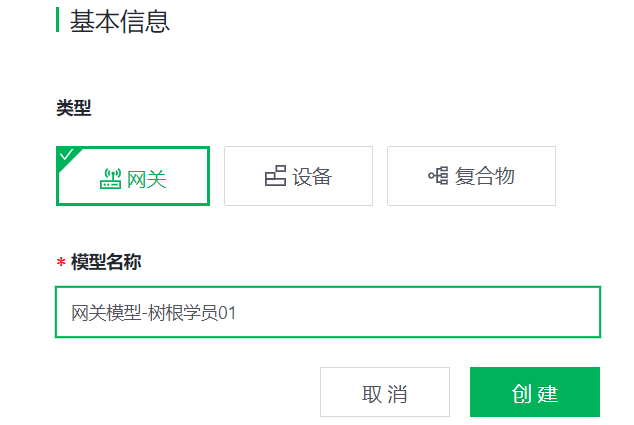 基本信息
类型
网关 设备 复合物
* 模型名称
网关模型-树根学员01
取消 创建